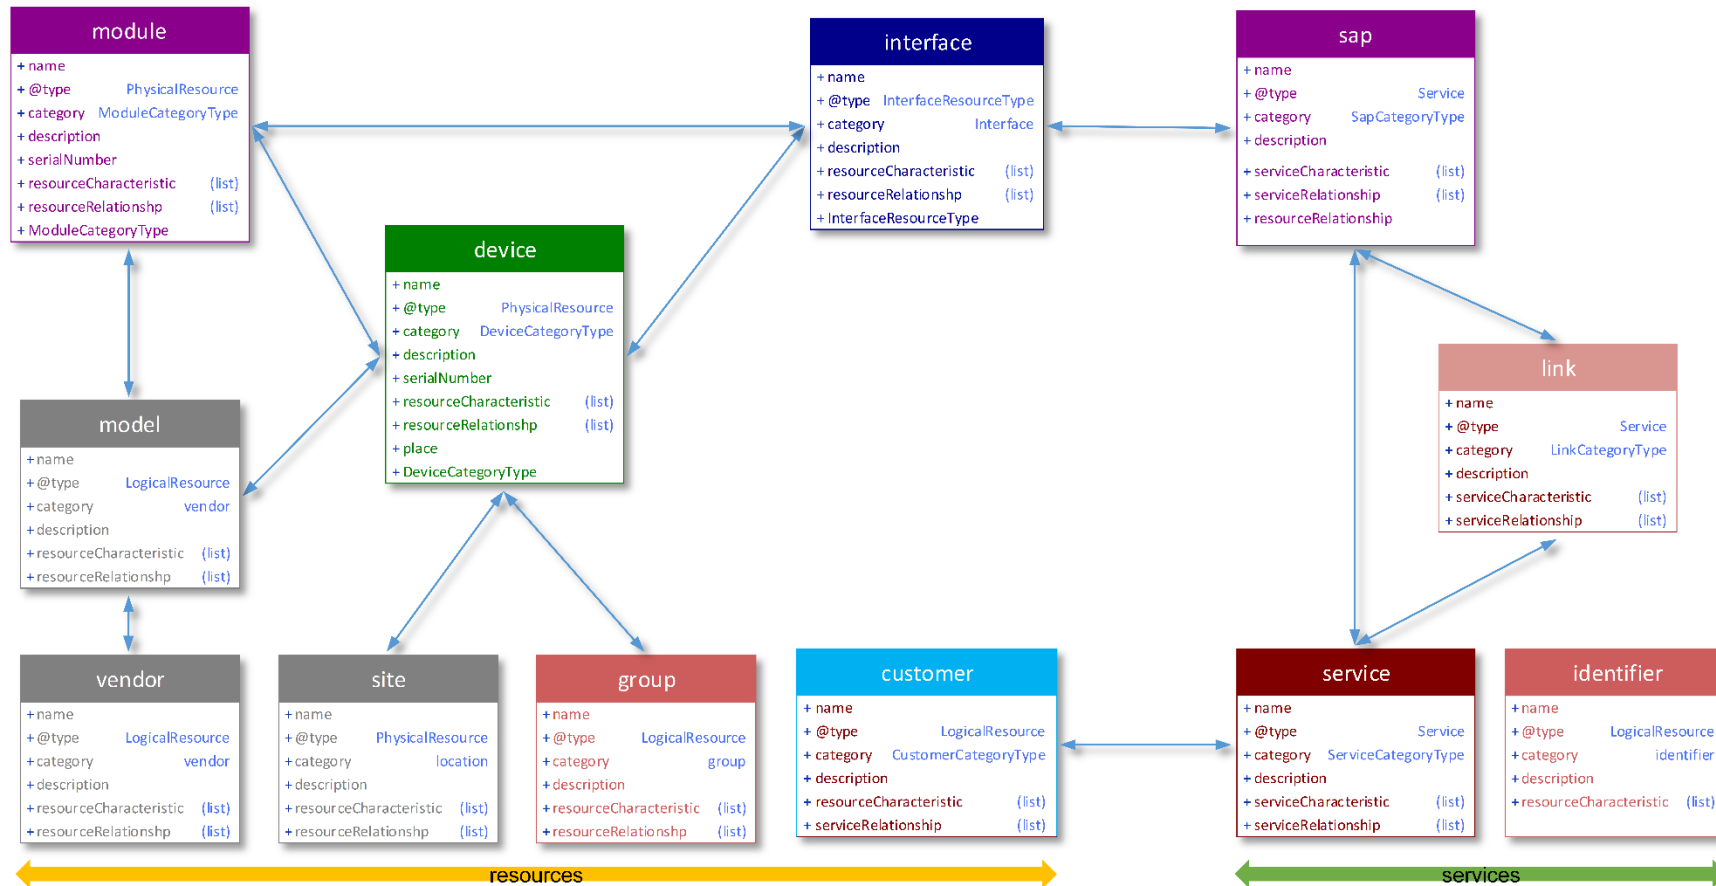 module
+ name
+ @type PhysicalResource
+ category ModuleCategoryType
+ description
+ serialNumber
+ resourceCharacteristic (list)
+ resourceRelationshp (list)
+ ModuleCategoryType
interface
+ name
+ @type InterfaceResourceType
+ category Interface
+ description
+ resourceCharacteristic (list)
+ resourceRelationshp (list)
+ InterfaceResourceType
sap
+ name
+ @type Service
+ category SapCategoryType
+ description
+ serviceCharacteristic (list)
+ serviceRelationship (list)
+ resourceRelationship
device
+ name
+ @type PhysicalResource
+ category DeviceCategoryType
+ description
+ serialNumber
+ resourceCharacteristic (list)
+ resourceRelationshp (list)
+ place
+ DeviceCategoryType
link
+ name
+ @type Service
+ category LinkCategoryType
+ description
+ serviceCharacteristic (list)
+ serviceRelationship (list)
model
+ name
+ @type LogicalResource
+ category vendor
+ description
+ resourceCharacteristic (list)
+ resourceRelationshp (list)
vendor
+ name
+ @type LogicalResource
+ category vendor
+ description
+ resourceCharacteristic (list)
+ resourceRelationshp (list)
site
+ name
+ @type PhysicalResource
+ category location
+ description
+ resourceCharacteristic (list)
+ resourceRelationshp (list)
group
+ name
+ @type LogicalResource
+ category group
+ description
+ resourceCharacteristic (list)
+ resourceRelationshp (list)
customer
+ name
+ @type LogicalResource
+ category CustomerCategoryType
+ description
+ resourceCharacteristic (list)
+ serviceRelationship (list)
service
+ name
+ @type Service
+ category ServiceCategoryType
+ description
+ serviceCharacteristic (list)
+ serviceRelationship (list)
identifier
+ name
+ @type LogicalResource
+ category identifier
+ description
+ resourceCharacteristic (list)
resources
services